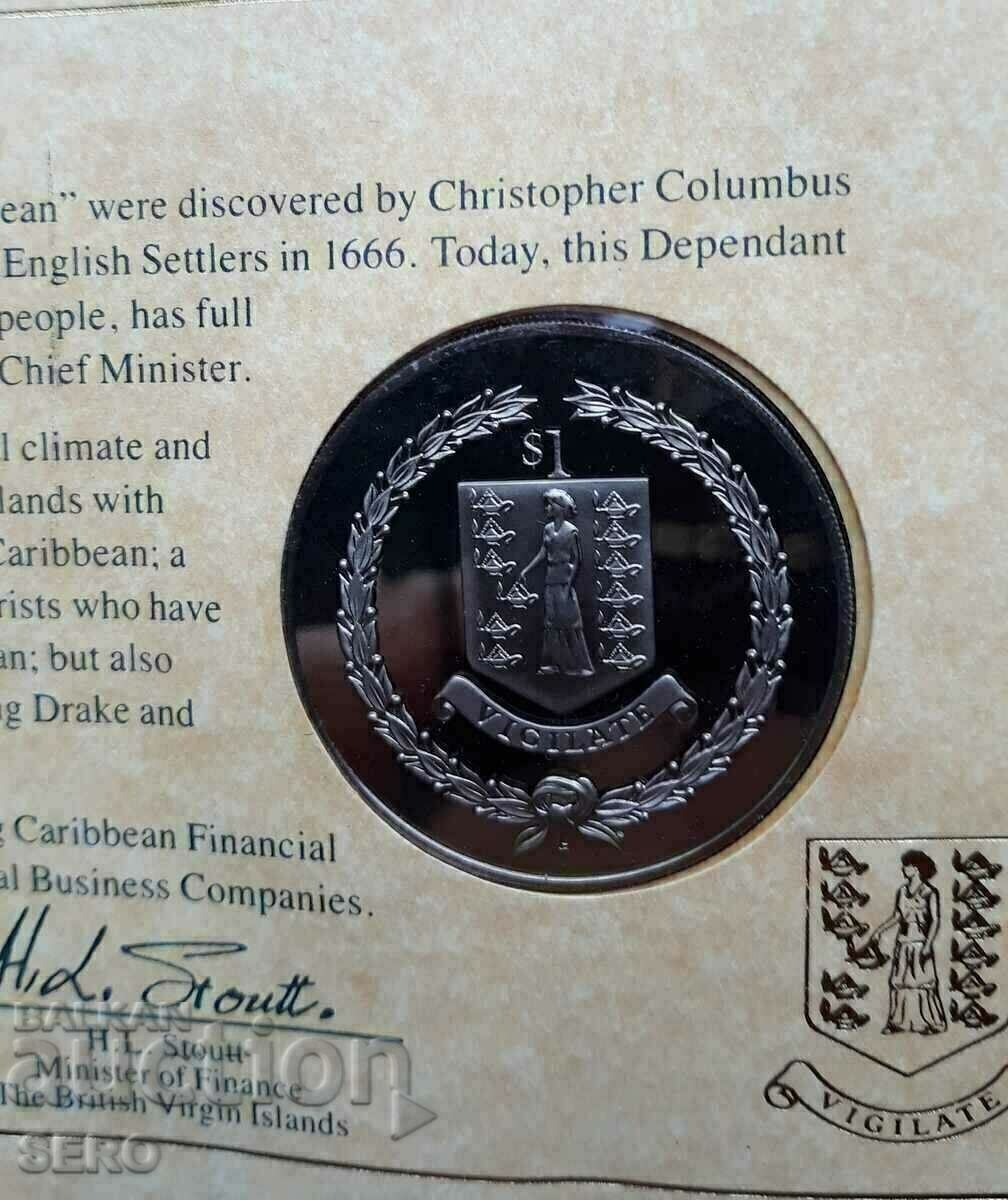 ean” were discovered by Christopher Columbus
English Settlers in 1666. Today, this Dependant
people, has full
Chief Minister.
l climate and
lands with
Caribbean; a
rists who have
an; but also
g Drake and
g Caribbean Financial
al Business Companies.
$1
VIGILATE
H.L. Stoutt.
H.L. Stoutt
Minister of Finance
The British Virgin Islands
VIGILATE
BALKAN
auction
SERO